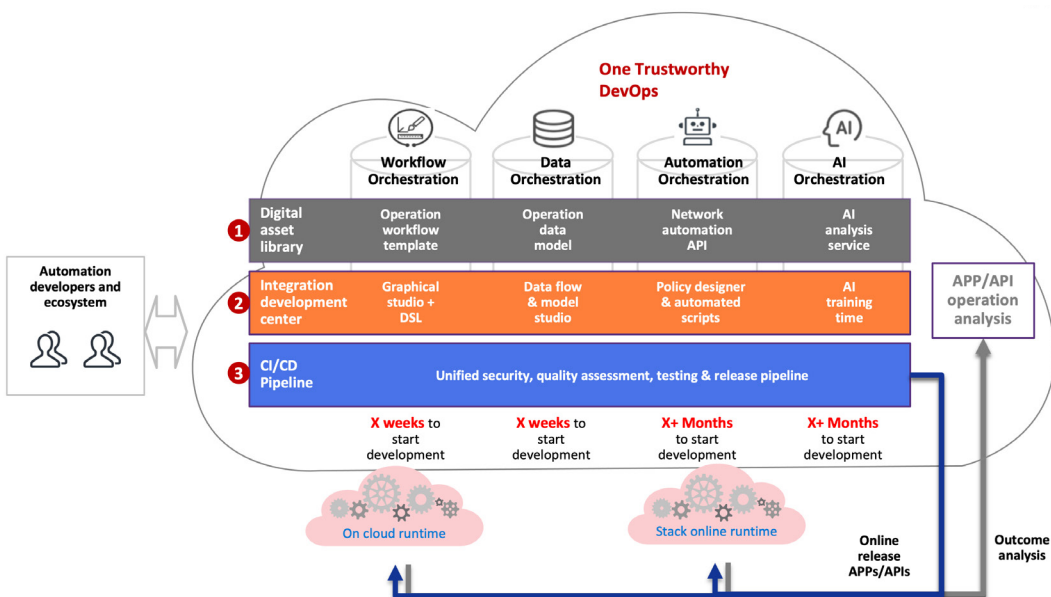 One Trustworthy
DevOps
AI
Workflow
Orchestration
Data
Orchestration
Automation
Orchestration
AI
Orchestration
1
Digital
asset
library
Operation
workflow
template
Operation
data
model
Network
automation
API
AI
analysis
service
Automation
developers and
ecosystem
2
Integration
development
center
Graphical
studio +
DSL
Data flow
& model
studio
Policy designer
& automated
scripts
AI
training
time
APP/API
operation
analysis
3
CI/CD
Pipeline
Unified security, quality assessment, testing & release pipeline
X weeks to
start
development
X weeks to
start
development
X+ Months
to start
development
X+ Months
to start
development
On cloud runtime
Stack online runtime
Online
release
APPs/APIs
Outcome
analysis